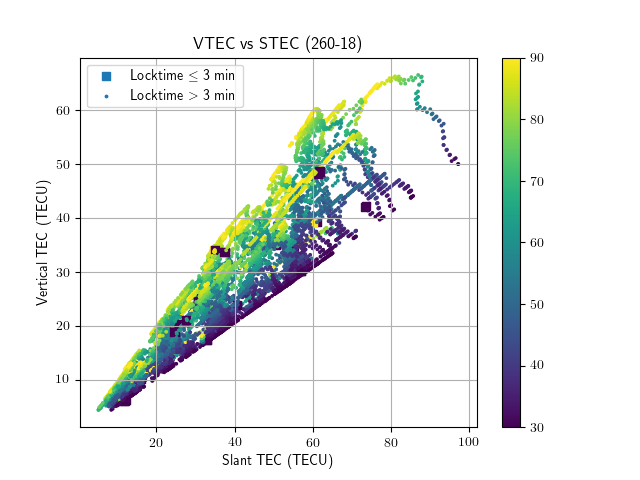 VTEC vs STEC (260-18)
Locktime ≤ 3 min
Locktime > 3 min
Vertical TEC (TECU)
60
50
40
30
20
10
20 40 60 80 100
Slant TEC (TECU)
90
80
70
60
50
40
30